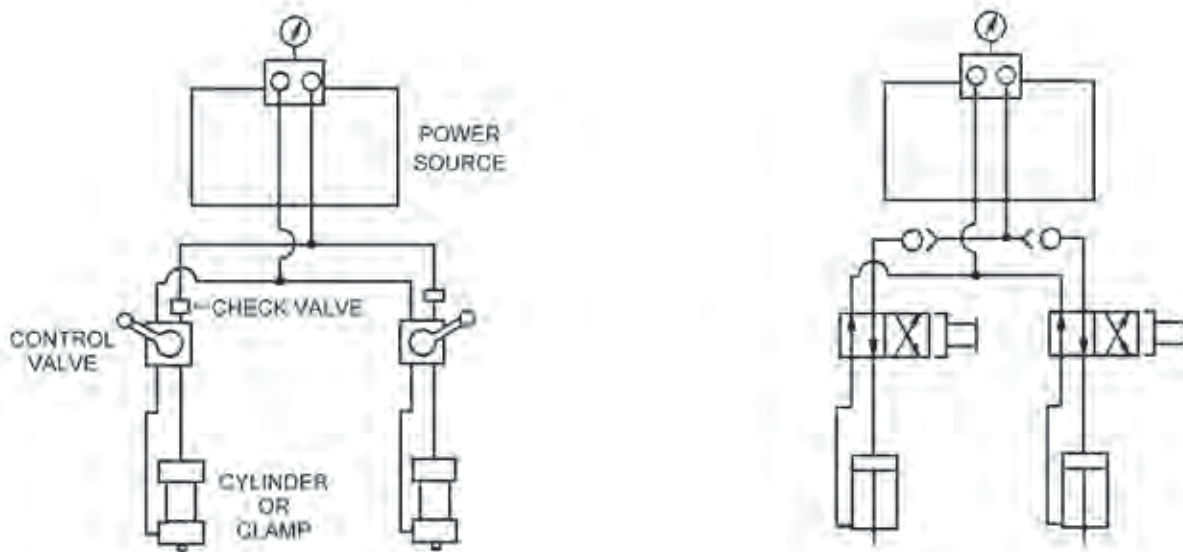 POWER
SOURCE
CHECK VALVE
CONTROL
VALVE
CYLINDER
OR
CLAMP